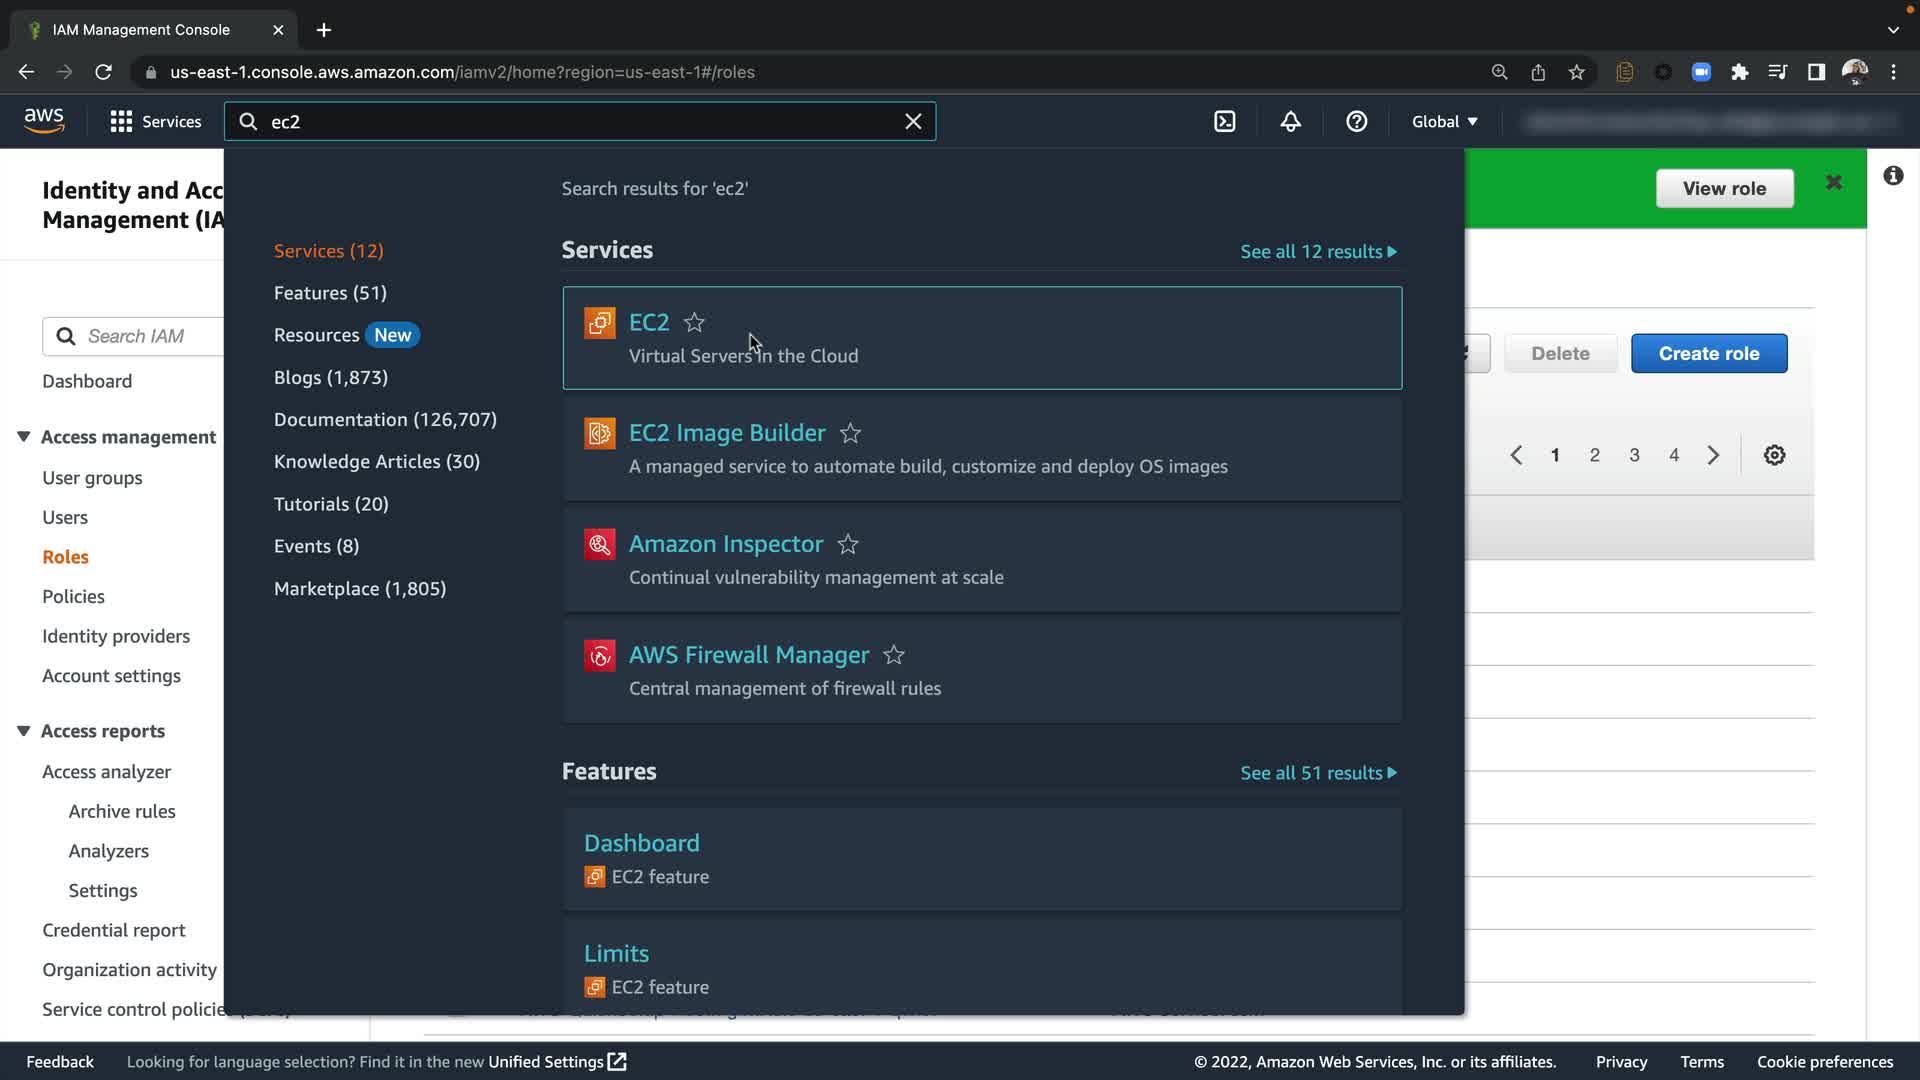 IAM Management Console
us-east-1.console.aws.amazon.com/iamv2/home?region=us-east-1#/roles
aws
Services
ec2
Global
Identity and Acc
Management (IA
Search IAM
Dashboard
Access management
User groups
Users
Roles
Policies
Identity providers
Account settings
Access reports
Access analyzer
Archive rules
Analyzers
Settings
Credential report
Organization activity
Service control policies
Search results for 'ec2'
Services (12)
Features (51)
Resources New
Blogs (1,873)
Documentation (126,707)
Knowledge Articles (30)
Tutorials (20)
Events (8)
Marketplace (1,805)
Services
See all 12 results
EC2
Virtual Servers in the Cloud
EC2 Image Builder
A managed service to automate build, customize and deploy OS images
Amazon Inspector
Continual vulnerability management at scale
AWS Firewall Manager
Central management of firewall rules
Features
See all 51 results
Dashboard
EC2 feature
Limits
EC2 feature
View role
Delete
Create role
1 2 3 4
Feedback
Looking for language selection? Find it in the new Unified Settings
© 2022, Amazon Web Services, Inc. or its affiliates.
Privacy
Terms
Cookie preferences